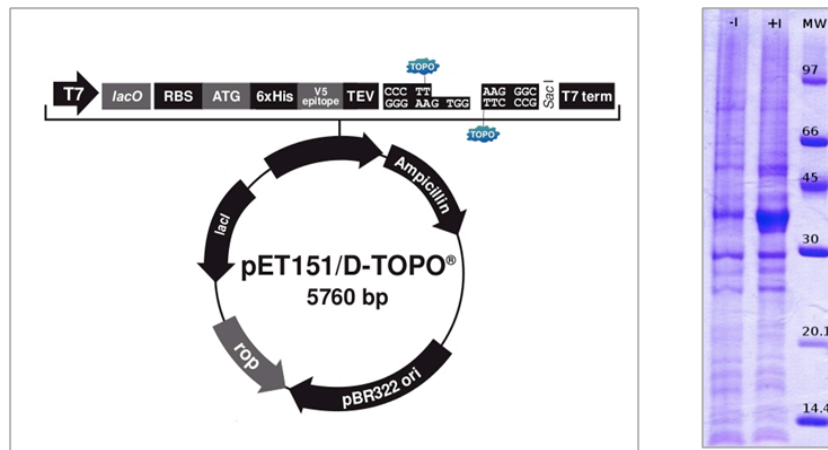 TOPO
T7 lacO RBS ATG 6xHis V5 epitope TEV CCC TT AAG GGC SacI T7 term
GGG AAG TGG TTC CCG
TOPO
Ampicillin
lacI
pET151/D-TOPO®
5760 bp
rop
pBR322 ori
-I +I MW
97
66
45
30
20.1
14.4